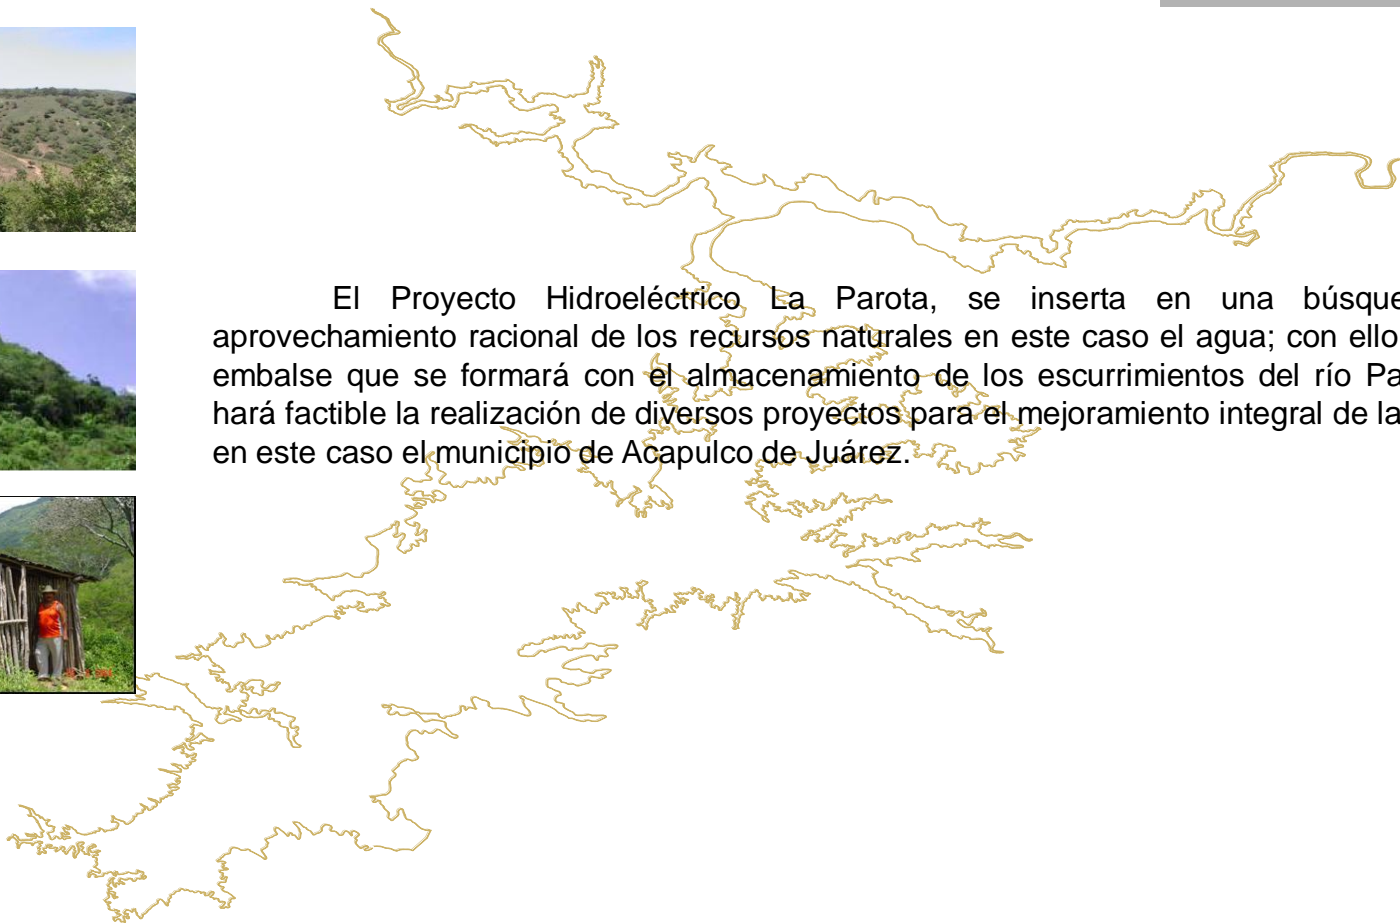 El Proyecto Hidroeléctrico La Parota, se inserta en una
aprovechamiento racional de los recursos naturales en este caso el agua; con ello
embalse que se formará con el almacenamiento de los escurrimientos del río
hará factible la realización de diversos proyectos para el mejoramiento integral de la
en este caso el municipio de Acapulco de Juárez.